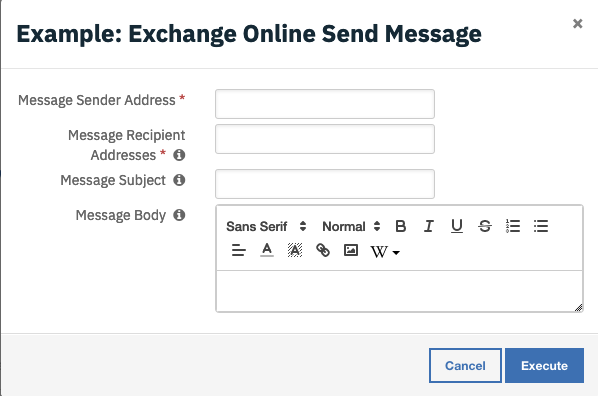 Example: Exchange Online Send Message
×
Message Sender Address *
Message Recipient
Addresses * i
Message Subject i
Message Body i
Sans Serif Normal B I U S
A A W
Cancel Execute